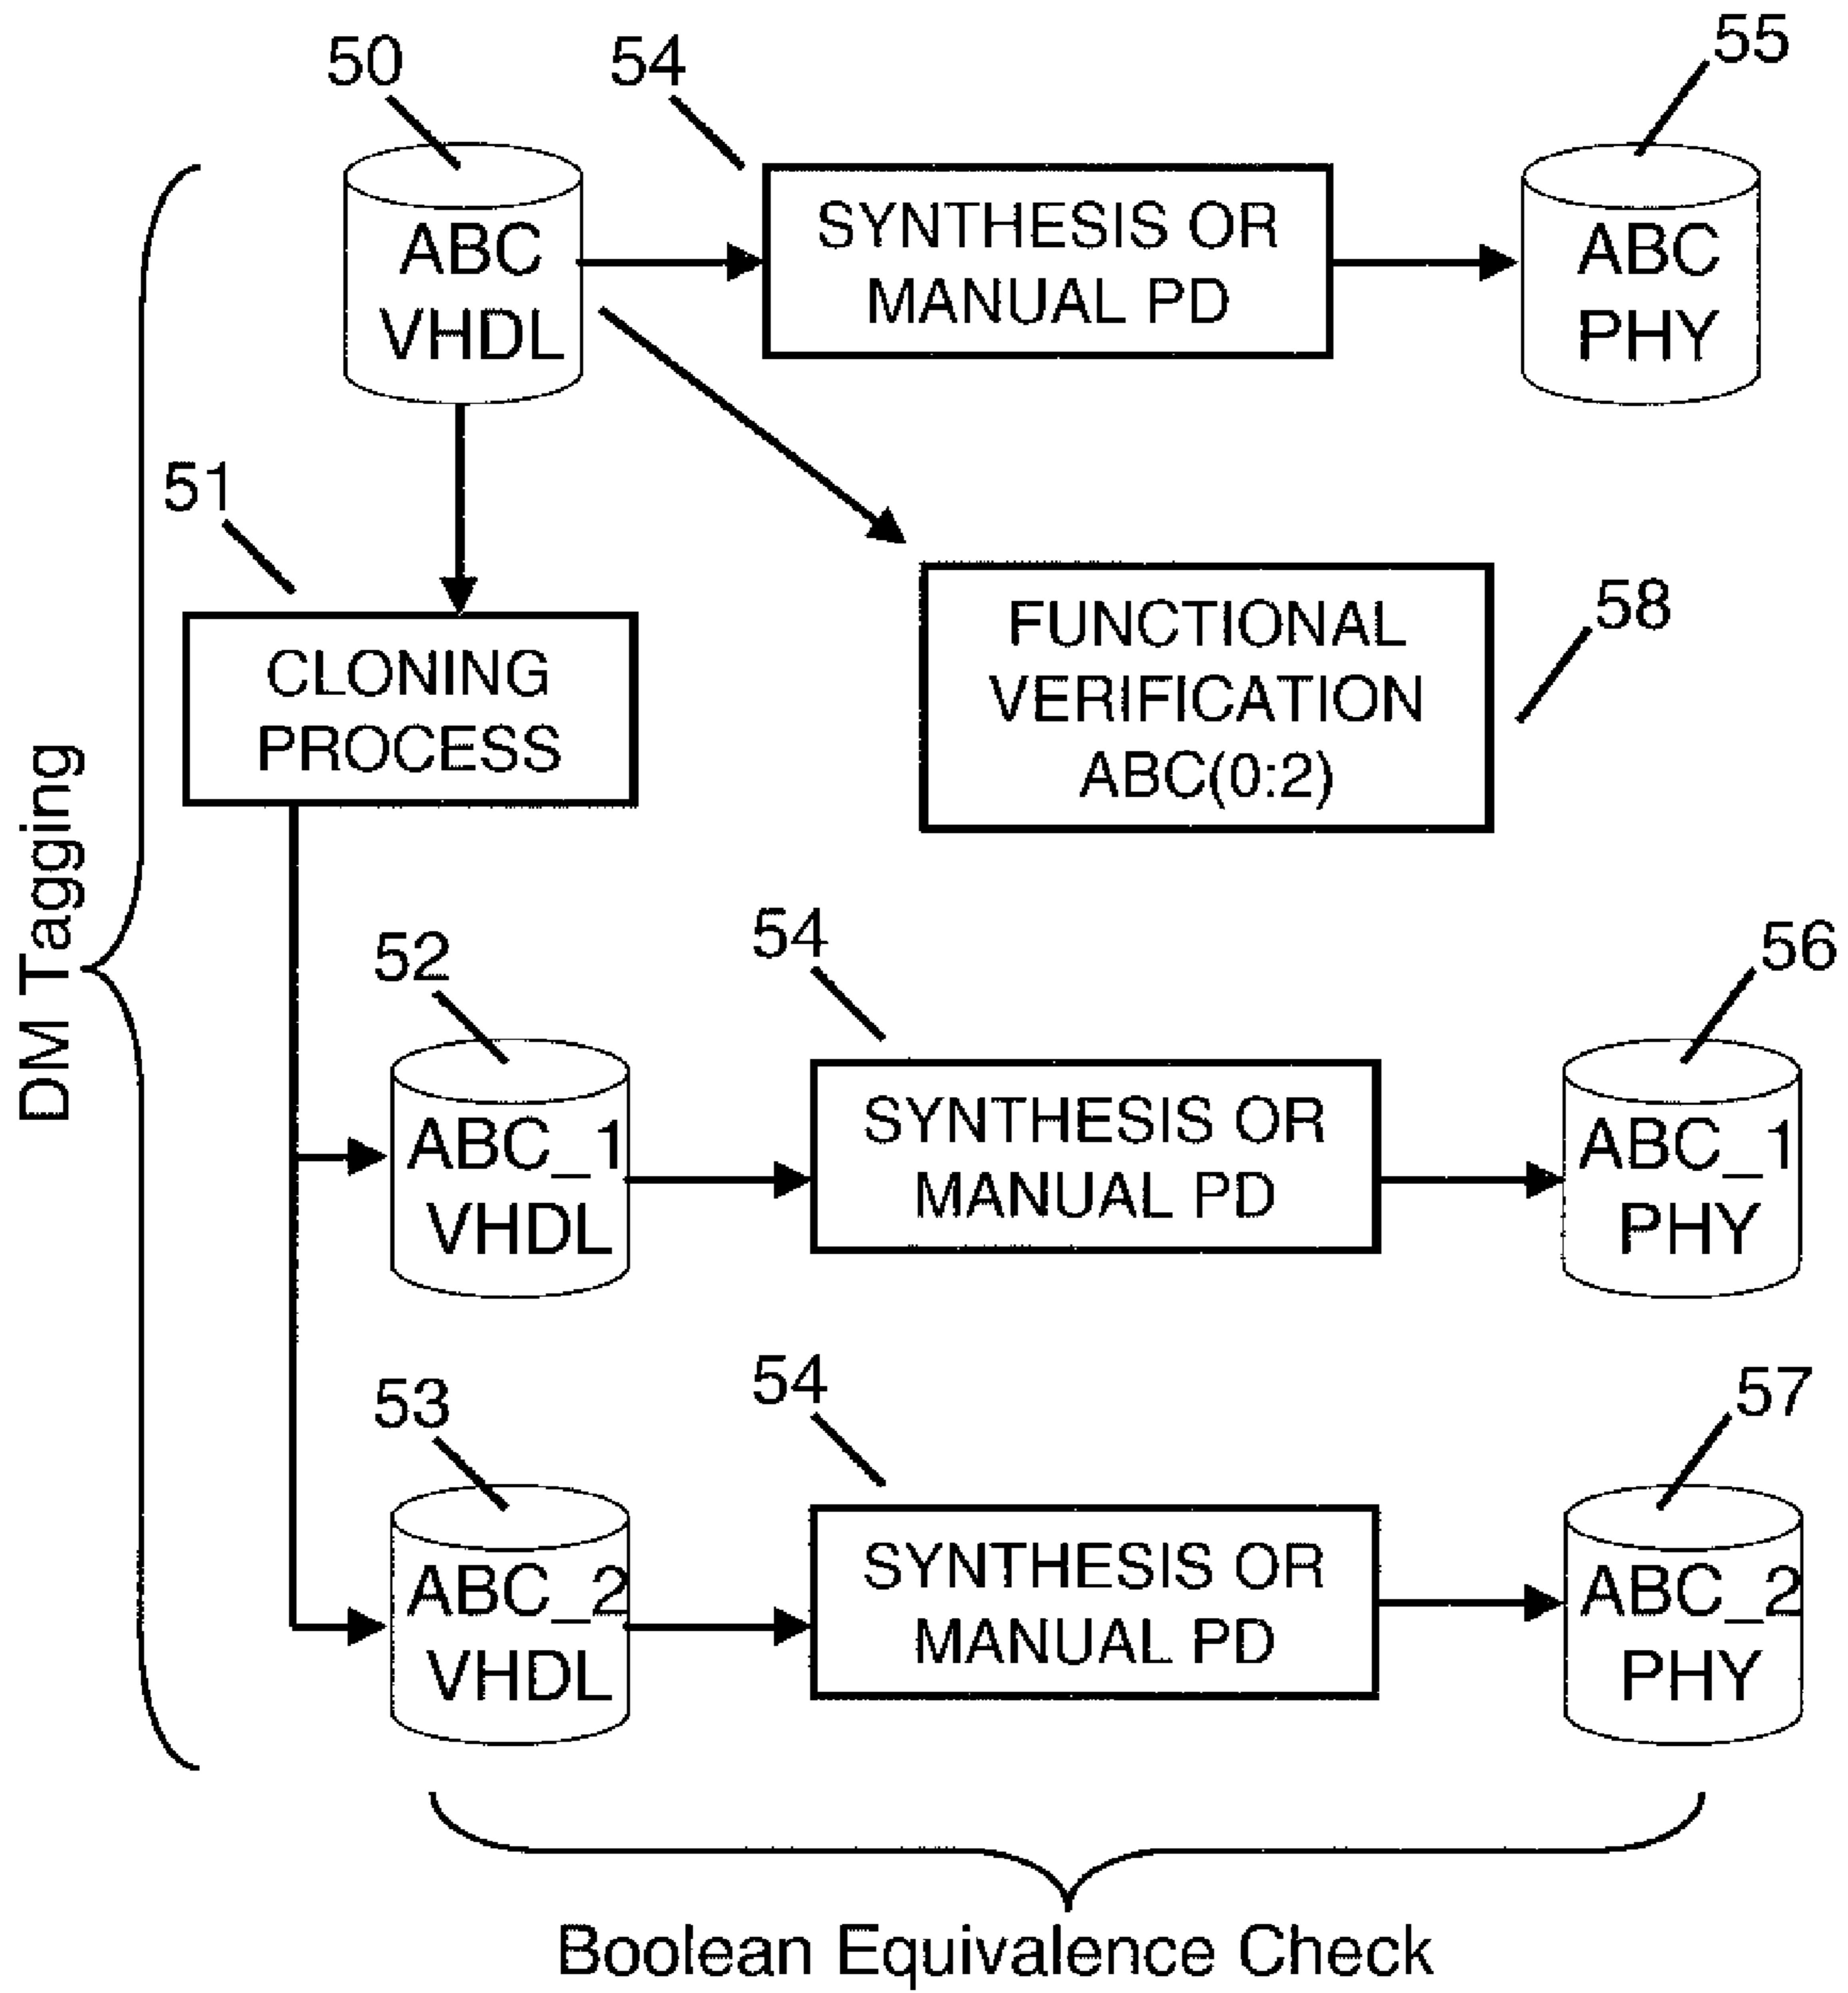 50
54
55
ABC
VHDL
SYNTHESIS OR
MANUAL PD
ABC
PHY
51
CLONING
PROCESS
FUNCTIONAL
VERIFICATION
ABC(0:2)
58
DM Tagging
52
54
56
ABC_1
VHDL
SYNTHESIS OR
MANUAL PD
ABC_1
PHY
53
54
57
ABC_2
VHDL
SYNTHESIS OR
MANUAL PD
ABC_2
PHY
Boolean Equivalence Check